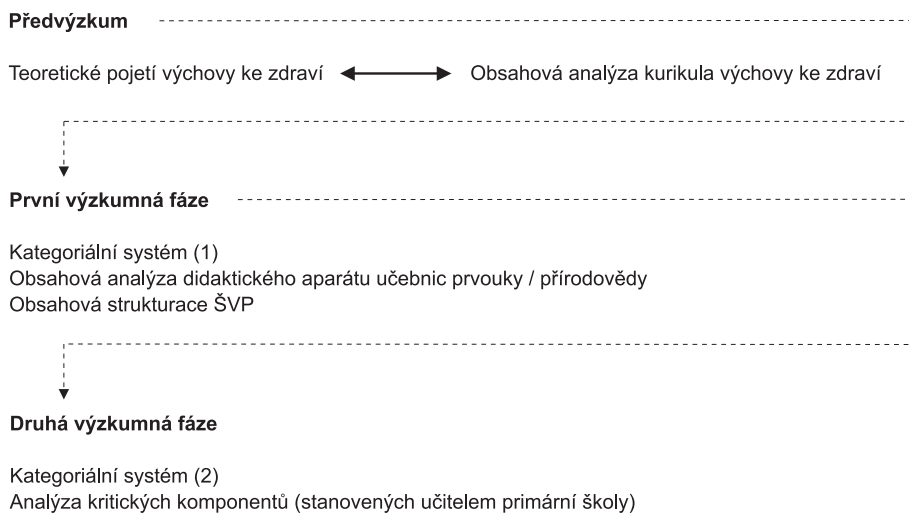 Předvýzkum
Teoretické pojetí výchovy ke zdraví Obsahová analýza kurikula výchovy ke zdraví
První výzkumná fáze
Kategoriální systém (1)
Obsahová analýza didaktického aparátu učebnic prvouky / přírodovědy
Obsahová strukturace ŠVP
Druhá výzkumná fáze
Kategoriální systém (2)
Analýza kritických komponentů (stanovených učitelem primární školy)